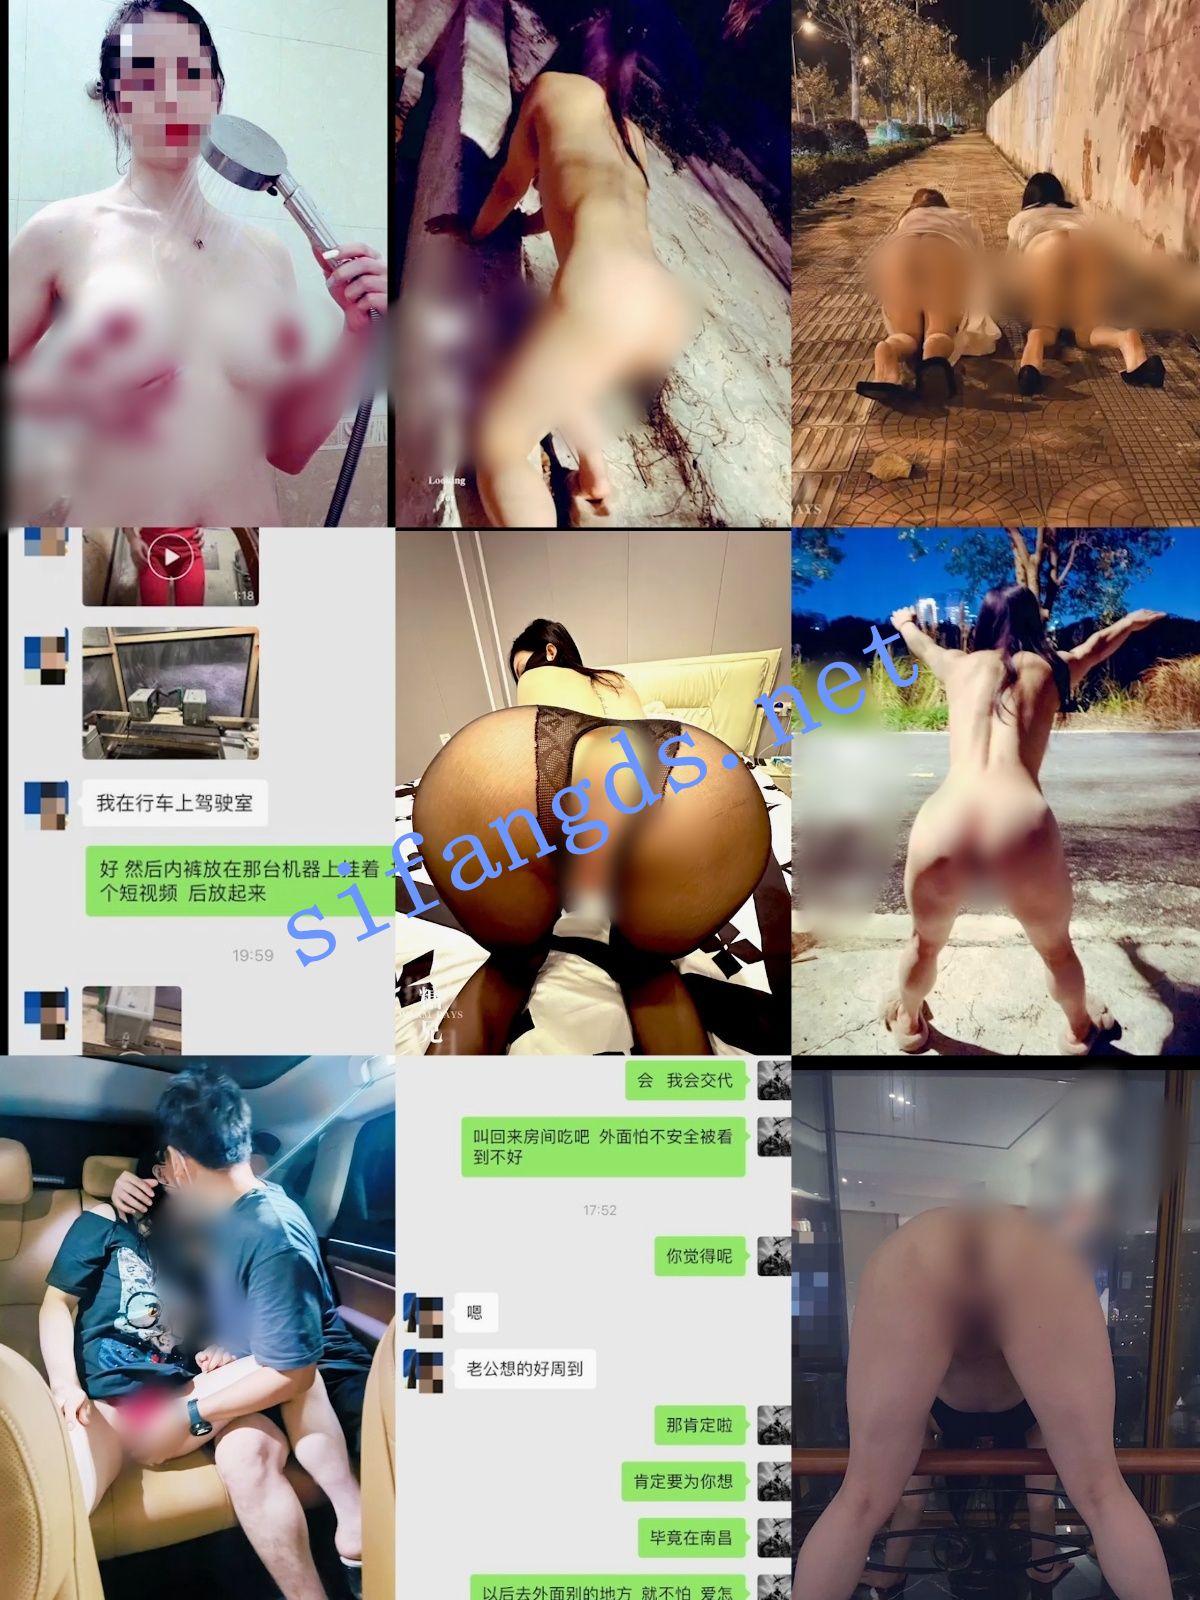 Looking
for
AYS
1:18
我在行车上驾驶室
好 然后内裤放在那台机器上挂着
个短视频 后放起来
19:59
sifangds.net
会 我会交代
叫回来房间吃吧 外面怕不安全被看
到不好
17:52
你觉得呢
嗯
老公想的好周到
那肯定啦
肯定要为你想
毕竟在南昌
以后去外面别的地方 就不怕 爱怎